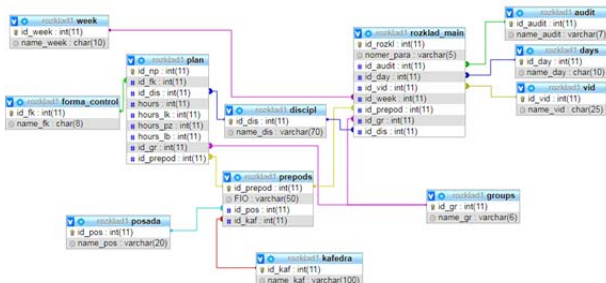 rozklad1 week
id_week : int(11)
name_week : char(10)
rozklad1 forma_control
id_fk : int(11)
name_fk : char(8)
rozklad1 plan
id_np : int(11)
id_fk : int(11)
id_dis : int(11)
hours : int(11)
hours_lk : int(11)
hours_pz : int(11)
hours_lb : int(11)
id_gr : int(11)
id_prepod : int(11)
rozklad1 discipl
id_dis : int(11)
name_dis : varchar(70)
rozklad1 prepods
id_prepod : int(11)
FIO : varchar(50)
id_pos : int(11)
id_kaf : int(11)
rozklad1 posada
id_pos : int(11)
name_pos : varchar(20)
rozklad1 kafedra
id_kaf : int(11)
name_kaf : varchar(100)
rozklad1 rozklad_main
id_rozkl : int(11)
nomer_para : varchar(5)
id_audit : int(11)
id_day : int(11)
id_vid : int(11)
id_week : int(11)
id_prepod : int(11)
id_gr : int(11)
id_dis : int(11)
rozklad1 audit
id_audit : int(11)
name_audit : varchar(7)
rozklad1 days
id_day : int(11)
name_day : char(10)
rozklad1 vid
id_vid : int(11)
name_vid : char(25)
rozklad1 groups
id_gr : int(11)
name_gr : varchar(6)